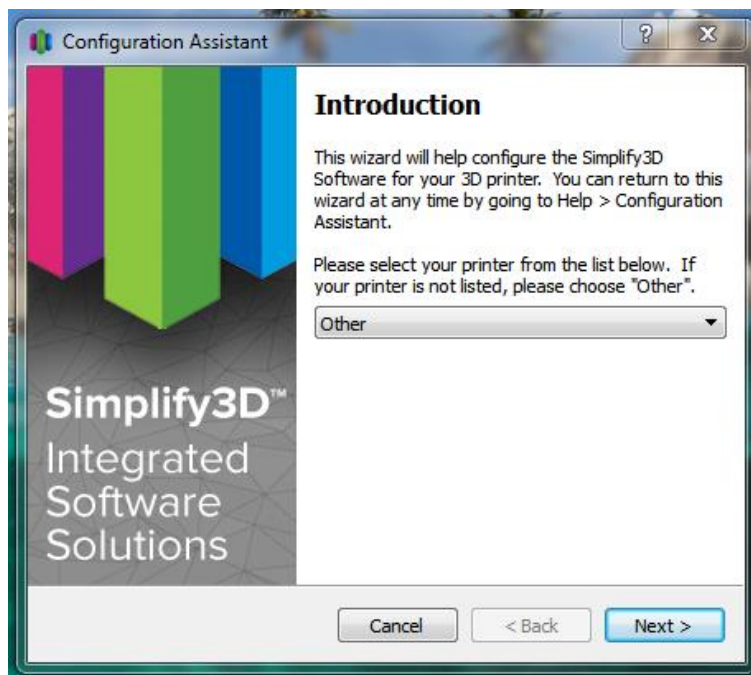 Configuration Assistant
Introduction
This wizard will help configure the Simplify3D
Software for your 3D printer.  You can return to this
wizard at any time by going to Help > Configuration
Assistant.
Please select your printer from the list below.  If
your printer is not listed, please choose "Other".
Other
Simplify3D™
Integrated
Software
Solutions
Cancel
< Back
Next >